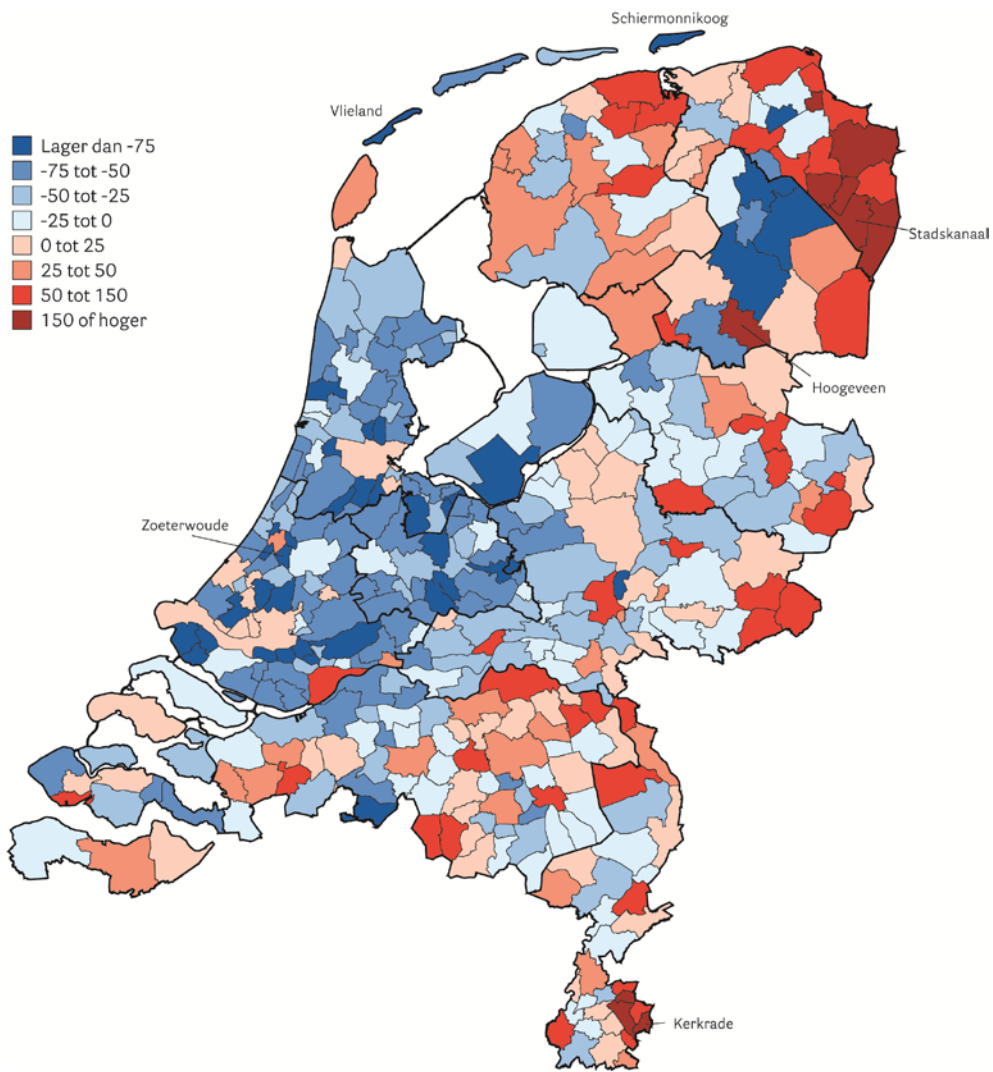 Schiermonnikoog
Vlieland
Lager dan -75
-75 tot -50
-50 tot -25
-25 tot 0
0 tot 25
25 tot 50
50 tot 150
150 of hoger
Stadskanaal
Hoogeveen
Zoeterwoude
Kerkrade